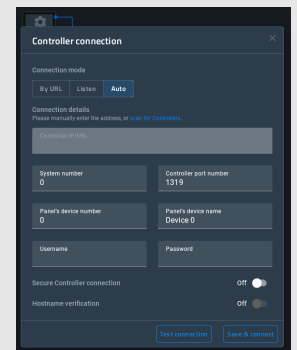 Controller connection
Connection mode
By URL Listen Auto
Connection details
Please manually enter the address, or scan for Controllers.
Controller IP/URL
System number
0
Controller port number
1319
Panel's device number
0
Panel's device name
Device 0
Username
Password
Secure Controller connection Off
Hostname verification Off
Test connection Save & connect